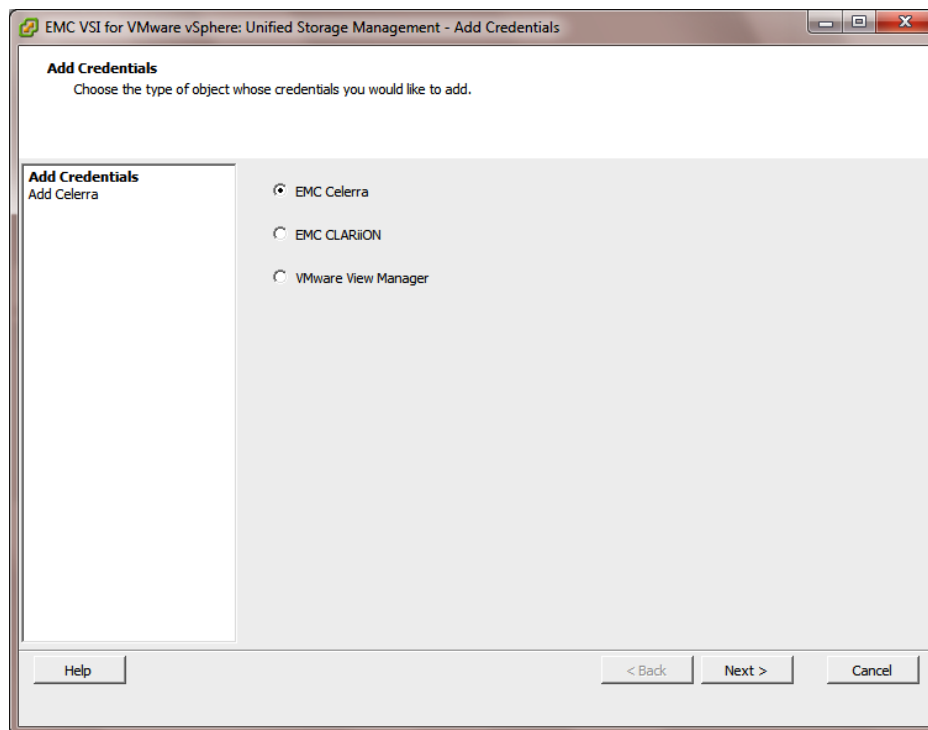 EMC VSI for VMware vSphere: Unified Storage Management - Add Credentials
Add Credentials
Choose the type of object whose credentials you would like to add.
Add Credentials
Add Celerra
EMC Celerra
EMC CLARiiON
VMware View Manager
Help
< Back
Next >
Cancel